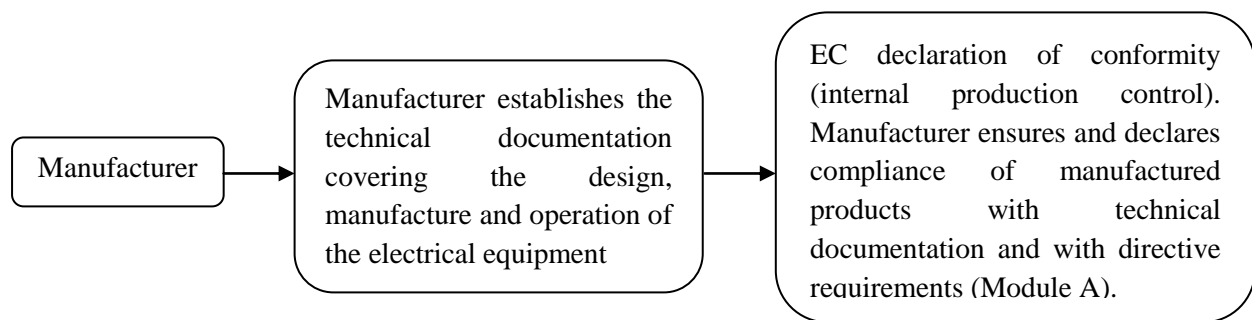 Manufacturer
Manufacturer establishes the
technical documentation
covering the design,
manufacture and operation of
the electrical equipment
EC declaration of conformity
(internal production control).
Manufacturer ensures and declares
compliance of manufactured
products with technical
documentation and with directive
requirements (Module A).